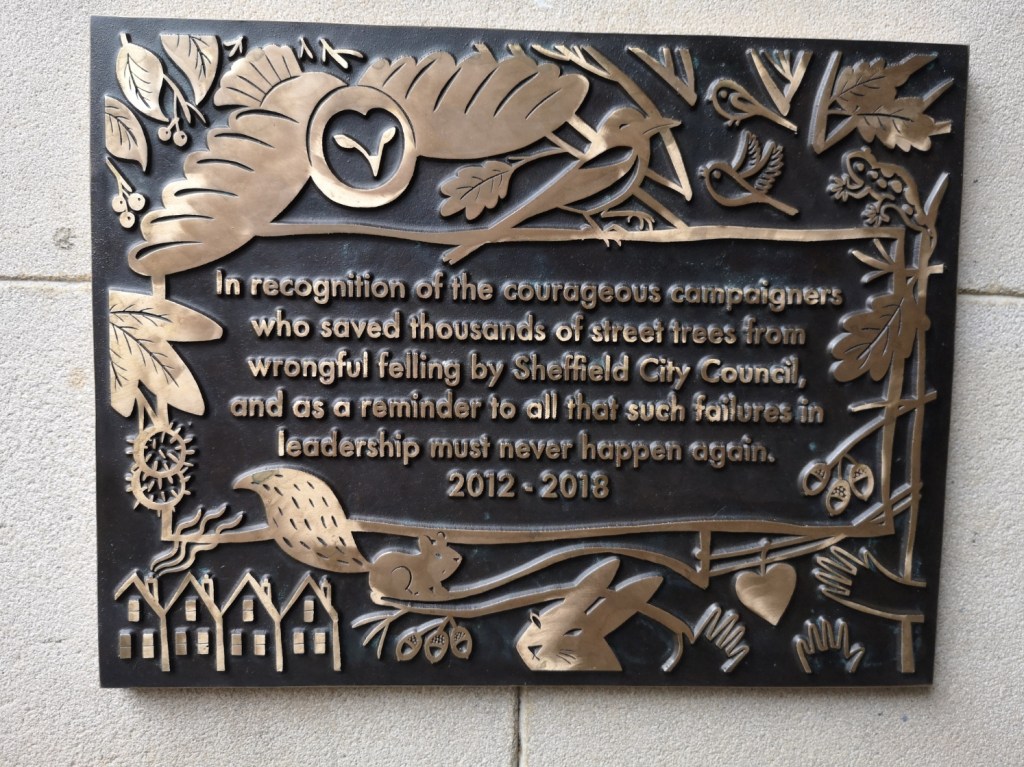 In recognition of the courageous campaigners
who saved thousands of street trees from
wrongful felling by Sheffield City Council,
and as a reminder to all that such failures in
leadership must never happen again.
2012 - 2018